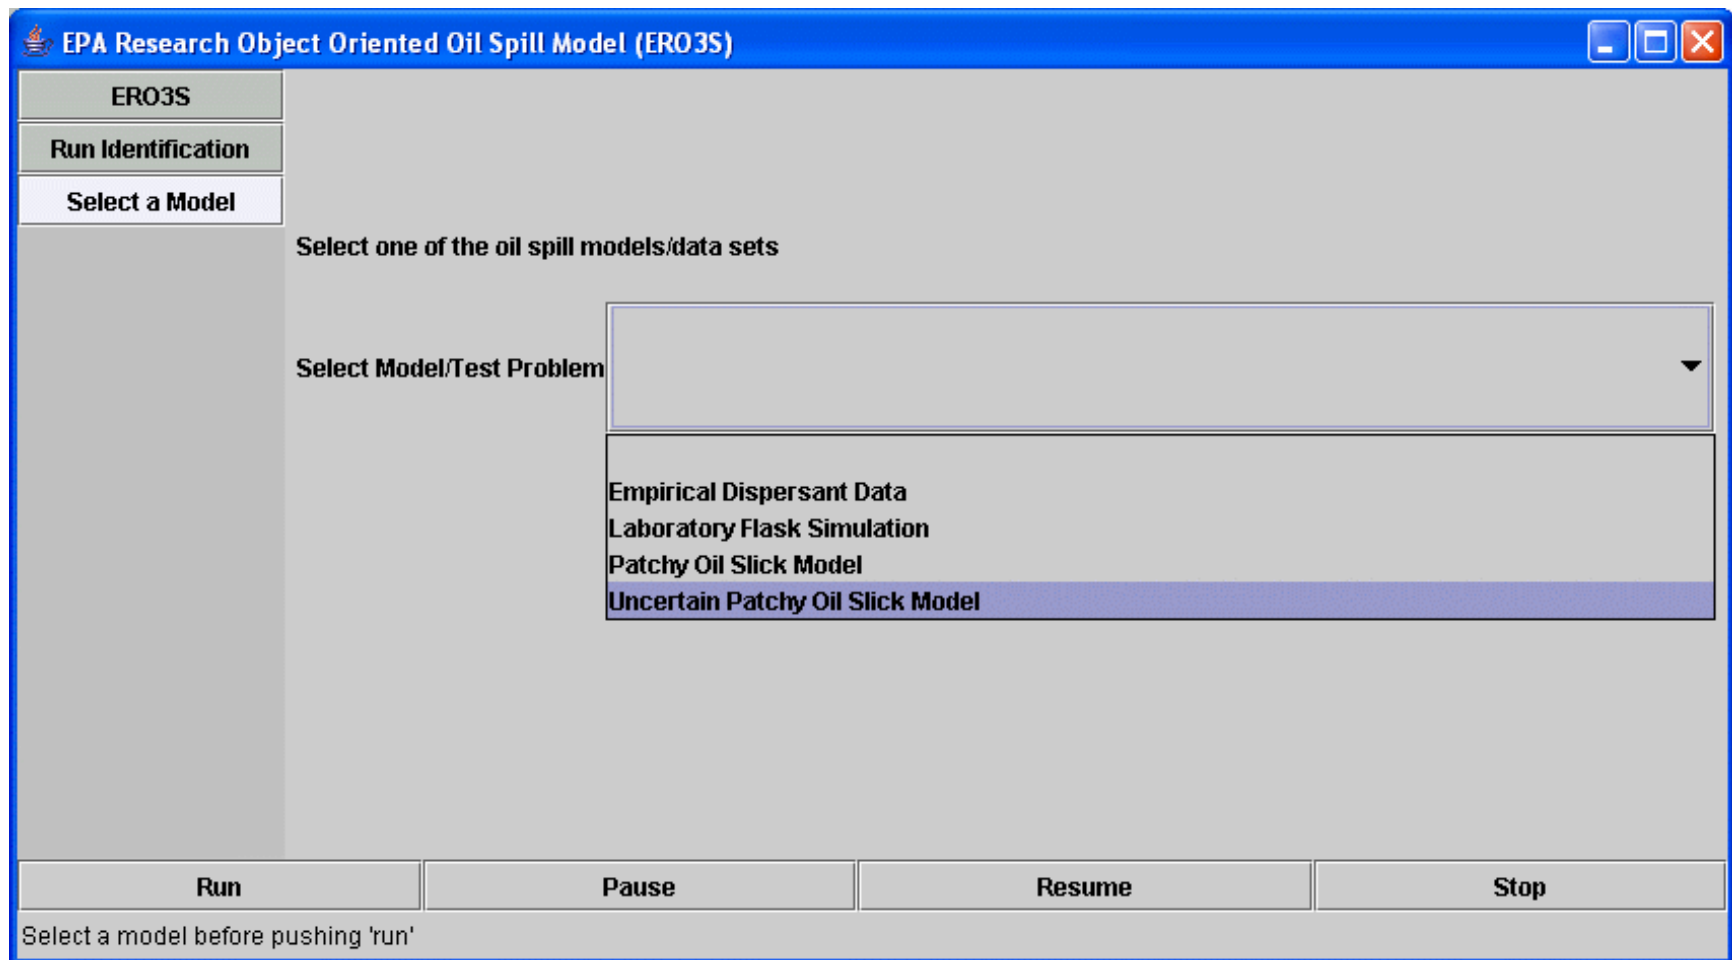 EPA Research Object Oriented Oil Spill Model (ERO3S)
ERO3S
Run Identification
Select a Model
Select one of the oil spill models/data sets
Select Model/Test Problem
Empirical Dispersant Data
Laboratory Flask Simulation
Patchy Oil Slick Model
Uncertain Patchy Oil Slick Model
Run Pause Resume Stop
Select a model before pushing 'run'